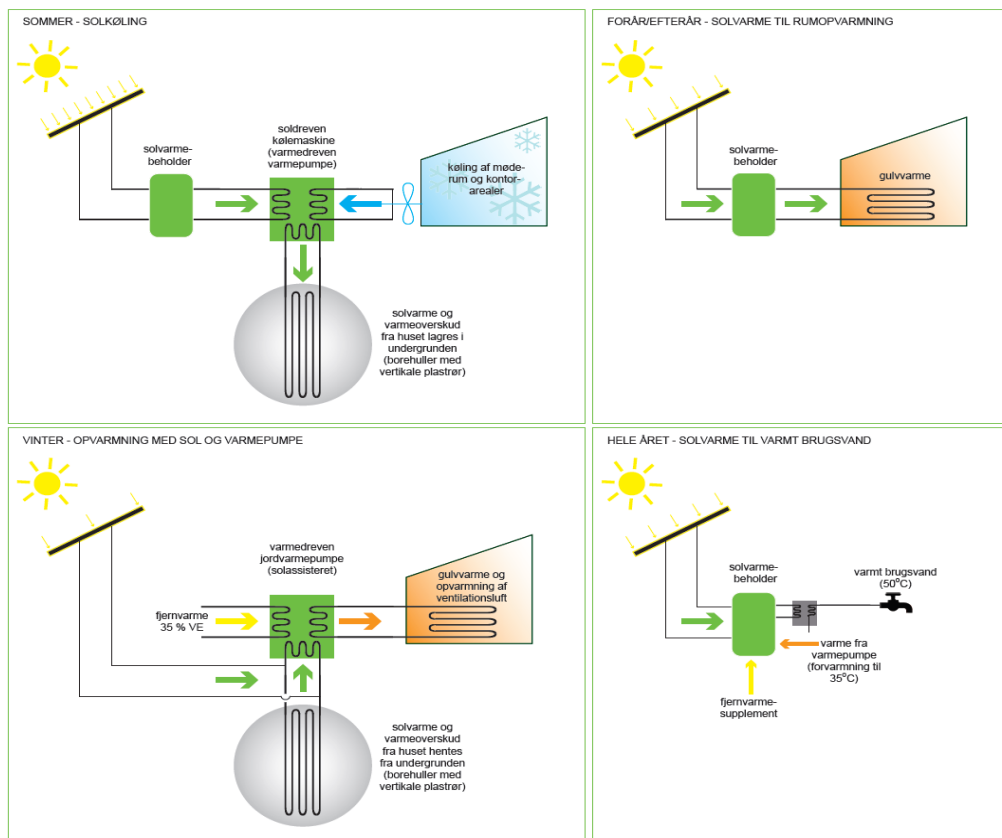 SOMMER - SOLKØLING
solvarme-
beholder
soldreven
kølemaskine
(varmedreven
varmepumpe)
køling af møde-
rum og kontor-
arealer
solvarme og
varmeoverskud
fra huset lagres i
undergrunden
(borehuller med
vertikale plastrør)
FORÅR/EFTERÅR - SOLVARME TIL RUMOPVARMNING
solvarme-
beholder
gulvvarme
VINTER - OPVARMNING MED SOL OG VARMEPUMPE
varmedreven
jordvarmepumpe
(solassisteret)
gulvvarme og
opvarmning af
ventilationsluft
fjernvarme
35 % VE
solvarme og
varmeoverskud
fra huset hentes
fra undergrunden
(borehuller med
vertikale plastrør)
HELE ÅRET - SOLVARME TIL VARMT BRUGSVAND
solvarme-
beholder
varmt brugsvand
(50°C)
varme fra
varmepumpe
(forvarmning til
35°C)
fjernvarme-
supplement